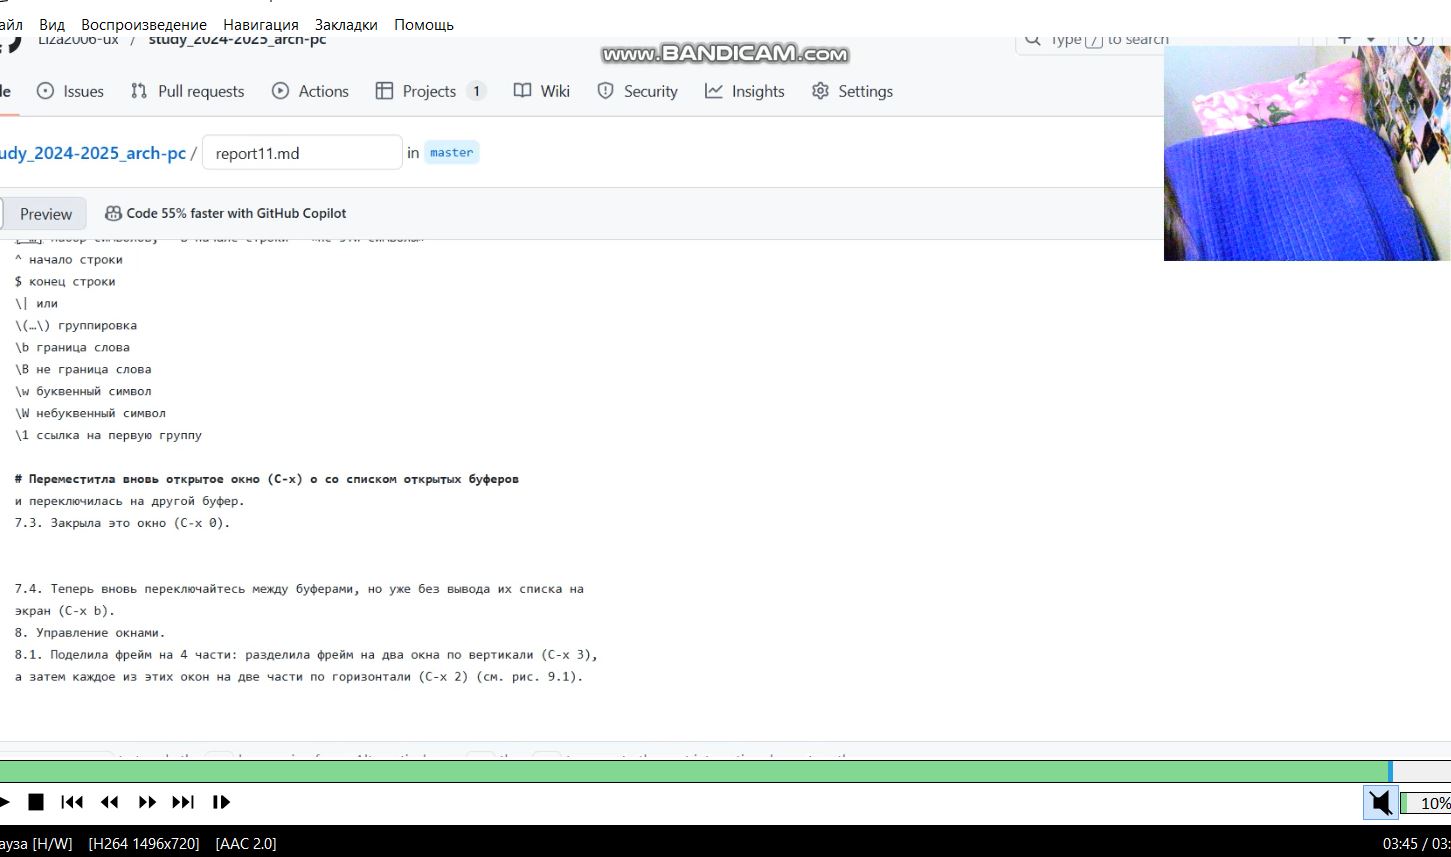 айл Вид Воспроизведение Навигация Закладки Помощь
Liza2006-ux / study_2024-2025_arch-pc
www.BANDICAM.com
Type / to search
Issues Pull requests Actions Projects 1 Wiki Security Insights Settings
udy_2024-2025_arch-pc / report11.md in master
Preview Code 55% faster with GitHub Copilot
^ начало строки
$ конец строки
\| или
\(…\) группировка
\b граница слова
\B не граница слова
\w буквенный символ
\W небуквенный символ
\1 ссылка на первую группу
# Переместитла вновь открытое окно (C-x) o со списком открытых буферов
и переключилась на другой буфер.
7.3. Закрыла это окно (C-x 0).
7.4. Теперь вновь переключайтесь между буферами, но уже без вывода их списка на
экран (C-x b).
8. Управление окнами.
8.1. Поделила фрейм на 4 части: разделила фрейм на два окна по вертикали (C-x 3),
а затем каждое из этих окон на две части по горизонтали (C-x 2) (см. рис. 9.1).
10%
ауза [H/W] [H264 1496x720] [AAC 2.0]
03:45 / 03: